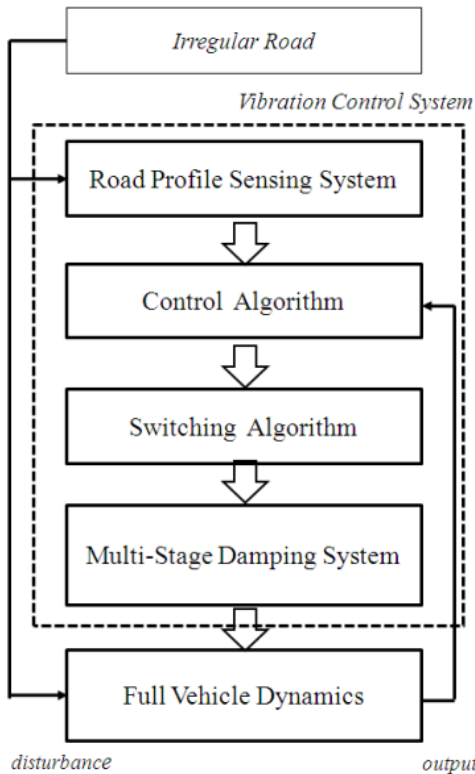 Irregular Road
Vibration Control System
Road Profile Sensing System
Control Algorithm
Switching Algorithm
Multi-Stage Damping System
Full Vehicle Dynamics
disturbance
output